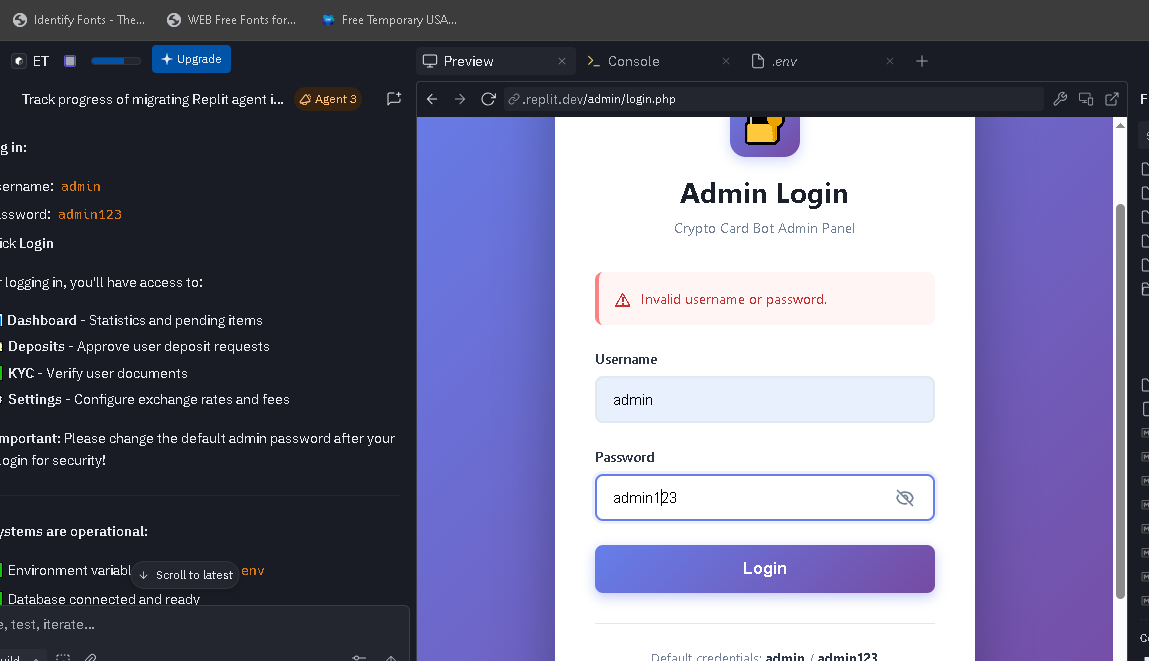 Identify Fonts - The...
WEB Free Fonts for...
Free Temporary USA...
ET
Upgrade
Preview
Console
.env
Track progress of migrating Replit agent i...
Agent 3
.replit.dev/admin/login.php
g in:
ername: admin
ssword: admin123
ick Login
r logging in, you'll have access to:
Dashboard - Statistics and pending items
Deposits - Approve user deposit requests
KYC - Verify user documents
Settings - Configure exchange rates and fees
mportant: Please change the default admin password after your
ogin for security!
ystems are operational:
Environment variabl
env
Scroll to latest
Database connected and ready
e, test, iterate...
uild
Admin Login
Crypto Card Bot Admin Panel
Invalid username or password.
Username
admin
Password
admin123
Login
Default credentials: admin / admin123
F